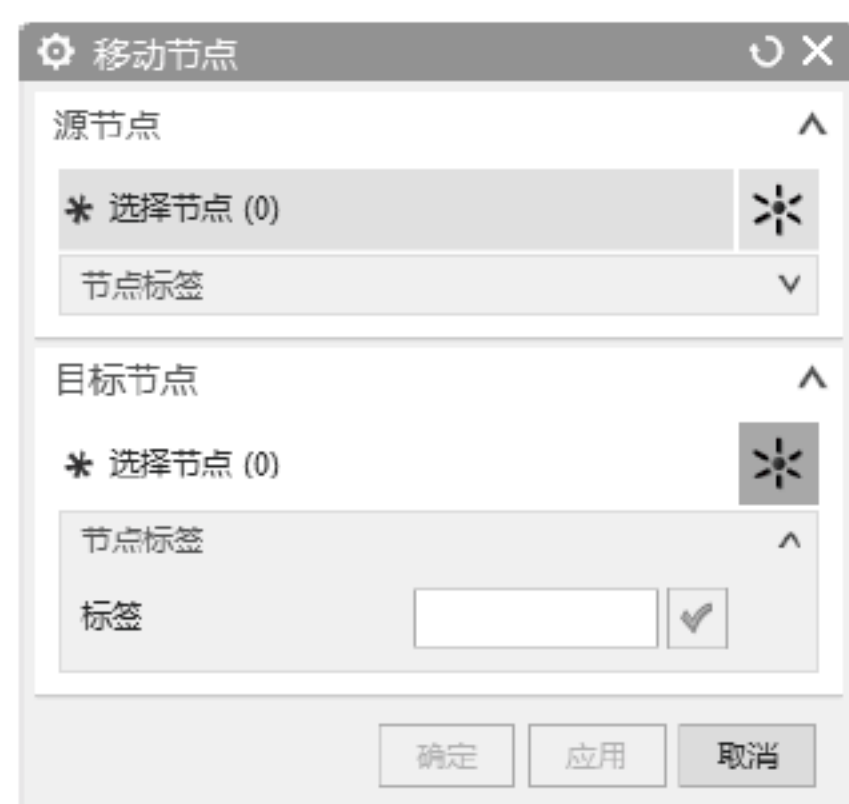 移动节点
源节点
* 选择节点 (0)
节点标签
目标节点
* 选择节点 (0)
节点标签
标签
确定 应用 取消